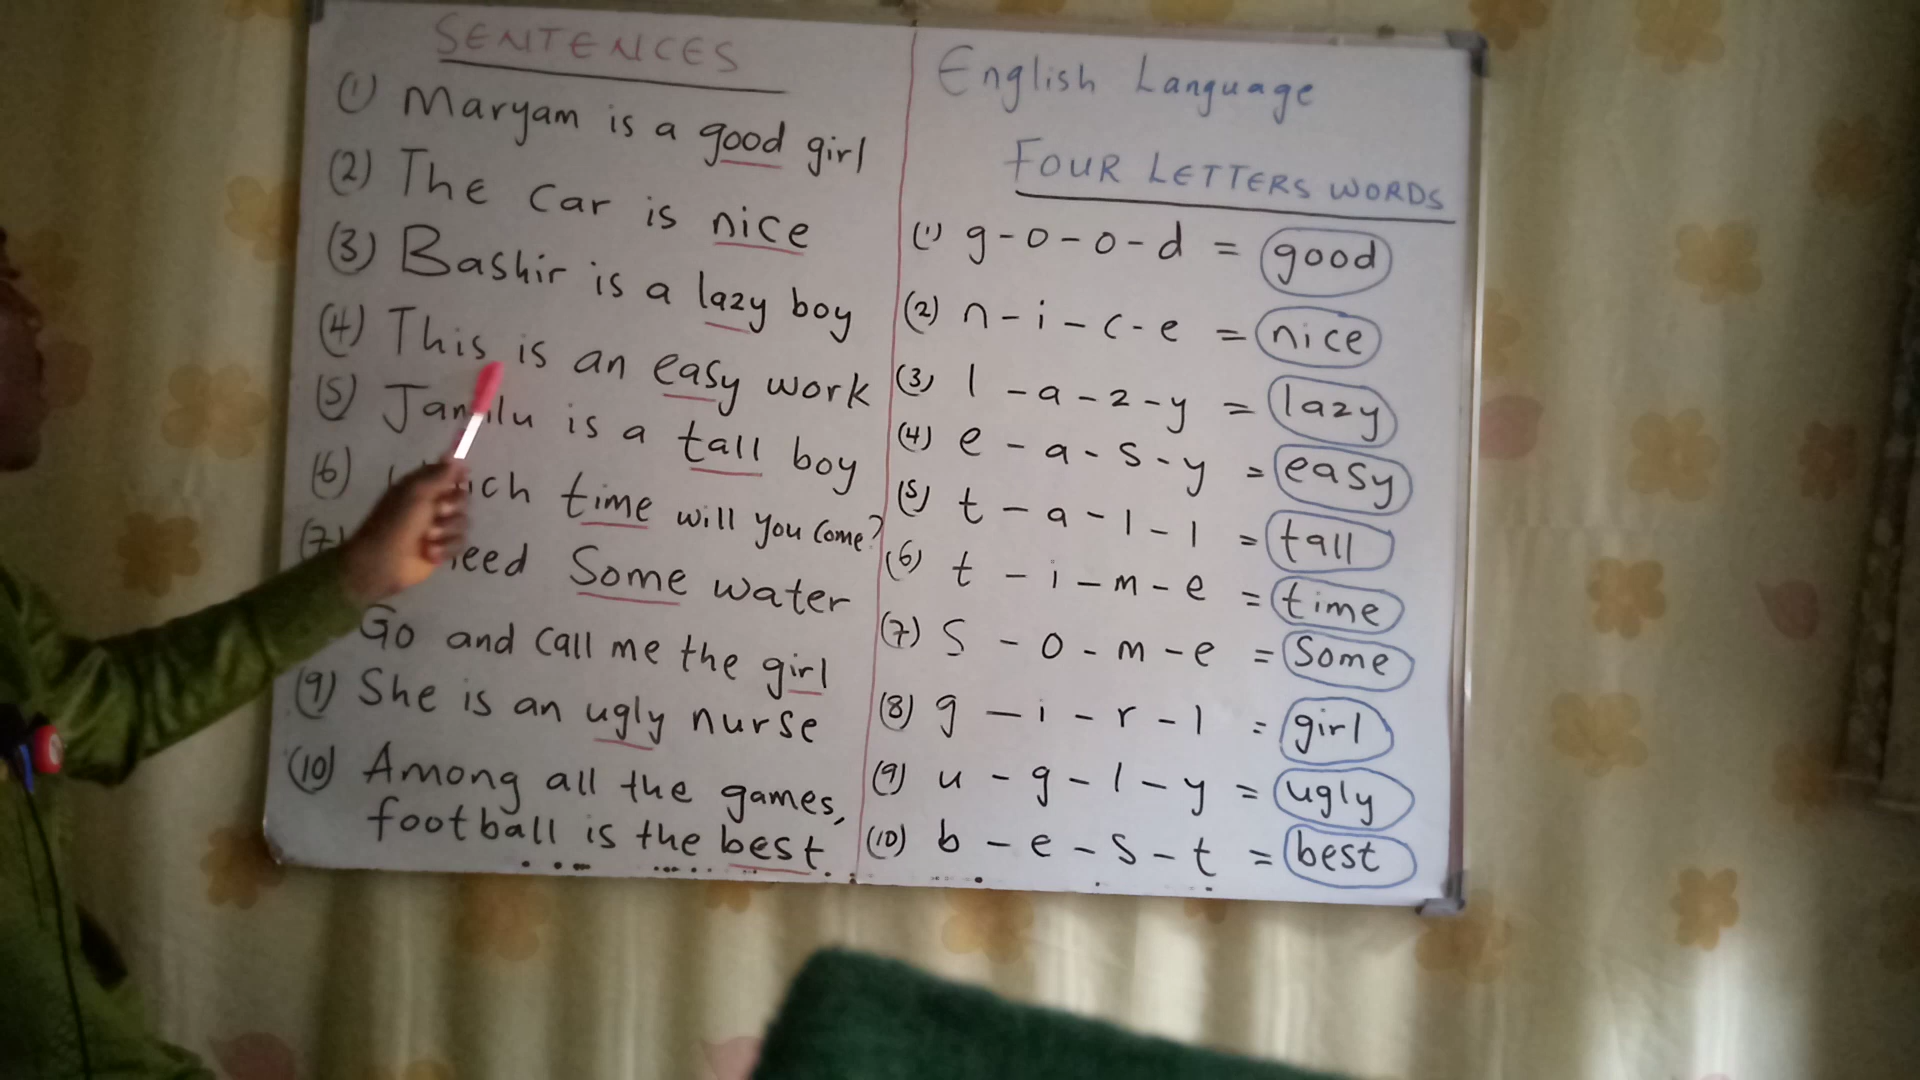 SENTENCES
(1) Maryam is a good girl
(2) The car is nice
(3) Bashir is a lazy boy
(4) This is an easy work
(5) Jamilu is a tall boy
(6) Which time will you come?
(7) need Some water
Go and call me the girl
(9) She is an ugly nurse
(10) Among all the games,
football is the best
English Language
FOUR LETTERS WORDS
(1) g-o-o-d = good
(2) n-i-c-e = nice
(3) l-a-z-y = lazy
(4) e-a-s-y = easy
(5) t-a-l-l = tall
(6) t-i-m-e = time
(7) S-o-m-e = Some
(8) g-i-r-l = girl
(9) u-g-l-y = ugly
(10) b-e-s-t = best